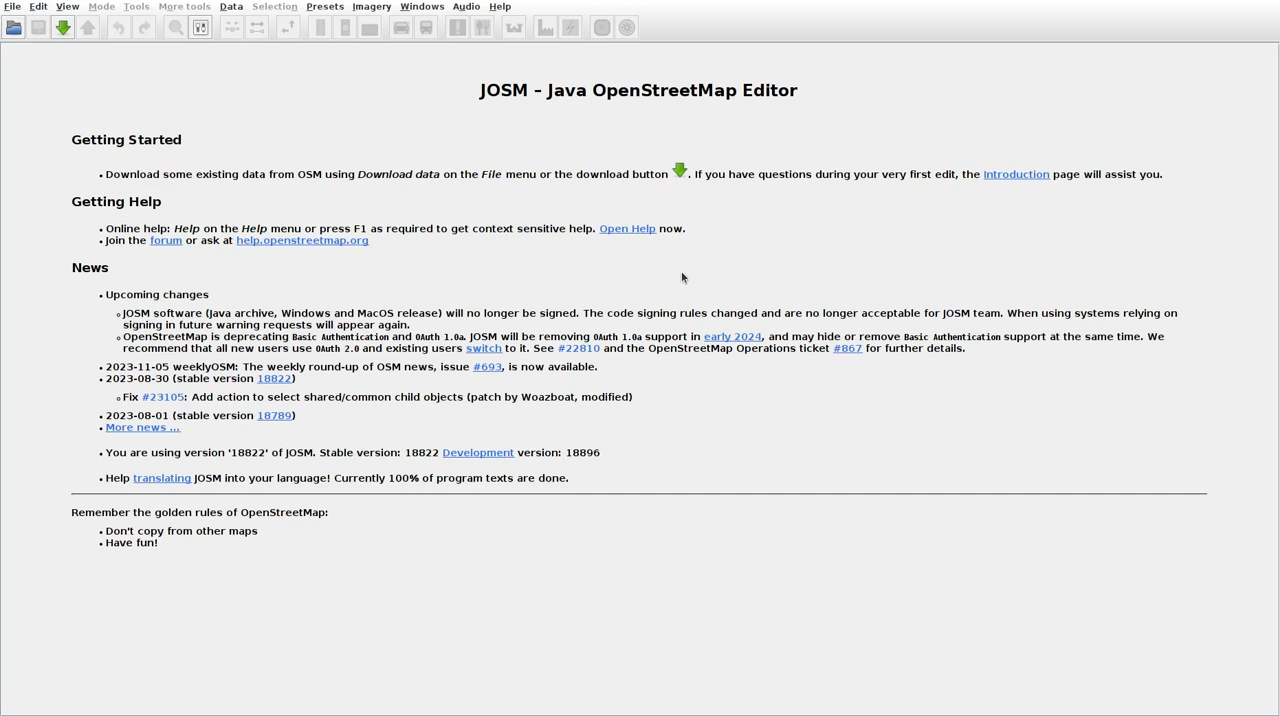 File Edit View Mode Tools More tools Data Selection Presets Imagery Windows Audio Help
JOSM – Java OpenStreetMap Editor
Getting Started
• Download some existing data from OSM using Download data on the File menu or the download button . If you have questions during your very first edit, the Introduction page will assist you.
Getting Help
• Online help: Help on the Help menu or press F1 as required to get context sensitive help. Open Help now.
• Join the forum or ask at help.openstreetmap.org
News
• Upcoming changes
◦ JOSM software (Java archive, Windows and MacOS release) will no longer be signed. The code signing rules changed and are no longer acceptable for JOSM team. When using systems relying on
signing in future warning requests will appear again.
◦ OpenStreetMap is deprecating Basic Authentication and OAuth 1.0a. JOSM will be removing OAuth 1.0a support in early 2024, and may hide or remove Basic Authentication support at the same time. We
recommend that all new users use OAuth 2.0 and existing users switch to it. See #22810 and the OpenStreetMap Operations ticket #867 for further details.
• 2023-11-05 weeklyOSM: The weekly round-up of OSM news, issue #693, is now available.
• 2023-08-30 (stable version 18822)
◦ Fix #23105: Add action to select shared/common child objects (patch by Woazboat, modified)
• 2023-08-01 (stable version 18789)
• More news ...
• You are using version '18822' of JOSM. Stable version: 18822 Development version: 18896
• Help translating JOSM into your language! Currently 100% of program texts are done.
Remember the golden rules of OpenStreetMap:
• Don't copy from other maps
• Have fun!